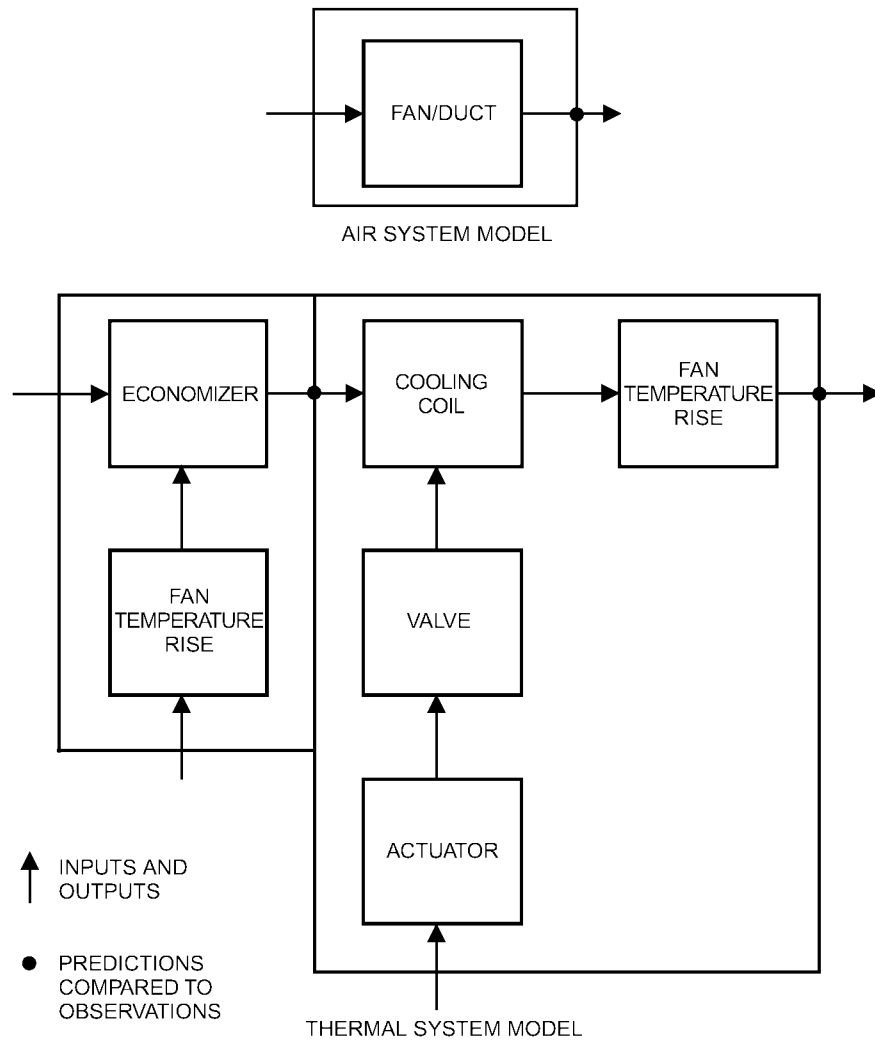 FAN/DUCT
AIR SYSTEM MODEL
ECONOMIZER
COOLING
COIL
FAN
TEMPERATURE
RISE
FAN
TEMPERATURE
RISE
VALVE
ACTUATOR
INPUTS AND
OUTPUTS
PREDICTIONS
COMPARED TO
OBSERVATIONS
THERMAL SYSTEM MODEL